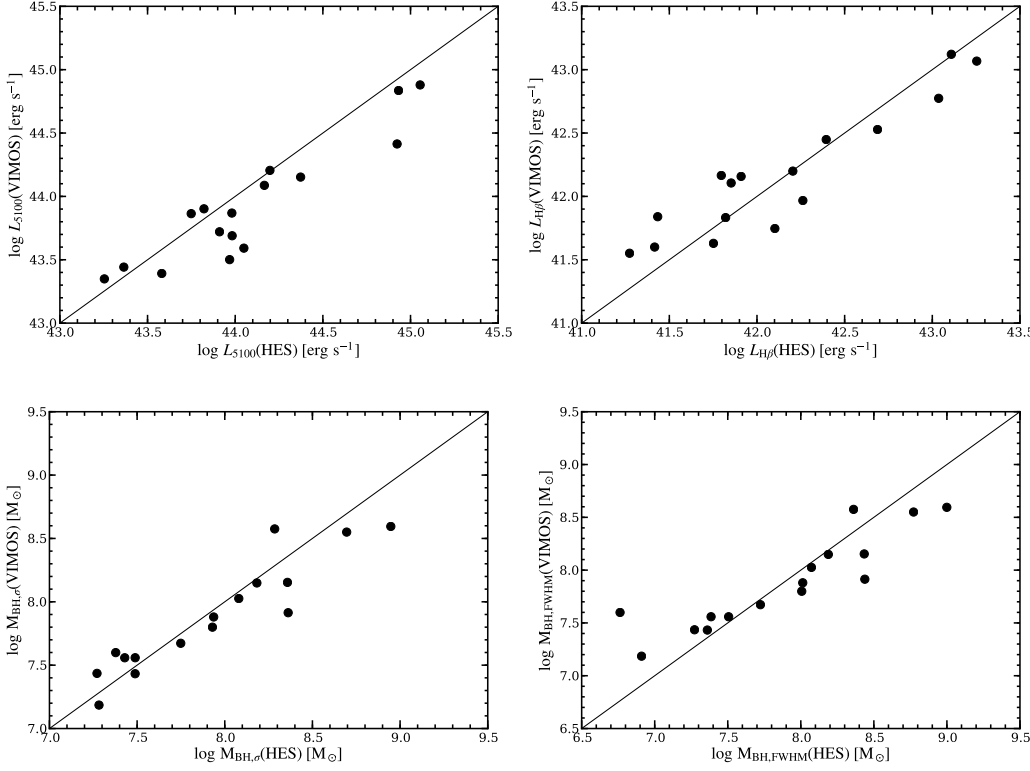 45.5
45.0
44.5
44.0
43.5
43.0
log L5100(VIMOS) [erg s−1]
43.0 43.5 44.0 44.5 45.0 45.5
log L5100(HES) [erg s−1]
43.5
43.0
42.5
42.0
41.5
41.0
log LHβ(VIMOS) [erg s−1]
41.0 41.5 42.0 42.5 43.0 43.5
log LHβ(HES) [erg s−1]
9.5
9.0
8.5
8.0
7.5
7.0
log MBH,σ(VIMOS) [M⊙]
7.0 7.5 8.0 8.5 9.0 9.5
log MBH,σ(HES) [M⊙]
9.5
9.0
8.5
8.0
7.5
7.0
6.5
log MBH,FWHM(VIMOS) [M⊙]
6.5 7.0 7.5 8.0 8.5 9.0 9.5
log MBH,FWHM(HES) [M⊙]